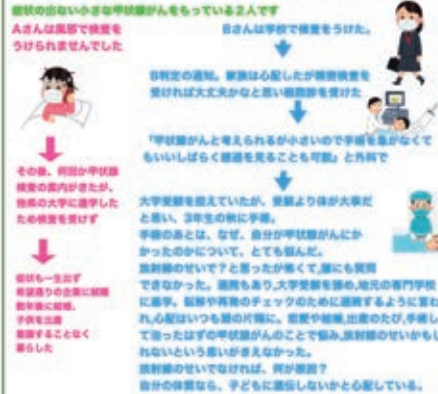 症状の出ない小さな甲状腺がんをもっている2人です
Aさんは風邪で検査を
うけられませんでした
その後、何回か甲状腺
検査の案内がきたが、
他県の大学に進学した
ため検査を受けず
症状も一生出ず
希望通りの企業に就職
数年後に結婚、
子供を出産
意識することなく
暮らした
Bさんは学校で検査をうけた。
B判定の通知。家族は心配したが精密検査を
受ければ大丈夫かなと思い細胞診を受けた
「甲状腺がんと考えられるが小さいので手術を急がなくて
もいいしばらく経過を見ることも可能」と外科で
大学受験を控えていたが、受験より体が大事だ
と思い、3年生の秋に手術。
手術のあとは、なぜ、自分が甲状腺がんにか
かったのかについて、とても悩んだ。
放射線のせいで？と思ったが怖くて、誰にも質問
できなかった。通院もあり、大学受験を諦め、地元の専門学校
に進学。転移や再発のチェックのために通院するように言わ
れ、心配はいつも頭の片隅に。恋愛や結婚、出産のたび、手術し
て治ったはずの甲状腺がんのことで悩み、放射線のせいかもし
れないという思いがきえなかった。
放射線のせいでなければ、何が原因？
自分の体質なら、子どもに遺伝しないかと心配している。